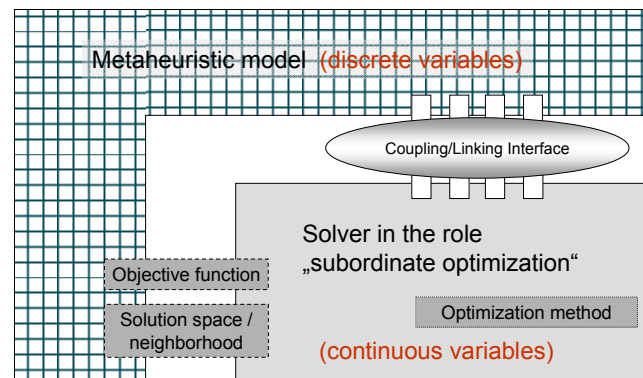 Metaheuristic model (discrete variables)
Coupling/Linking Interface
Solver in the role
„subordinate optimization“
Objective function
Solution space /
neighborhood
Optimization method
(continuous variables)